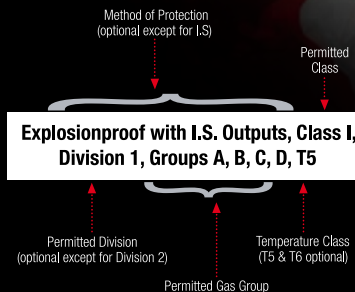 Method of Protection
(optional except for I.S)
Permitted
Class
Explosionproof with I.S. Outputs, Class I,
Division 1, Groups A, B, C, D, T5
Permitted Division
(optional except for Division 2)
Temperature Class
(T5 & T6 optional)
Permitted Gas Group